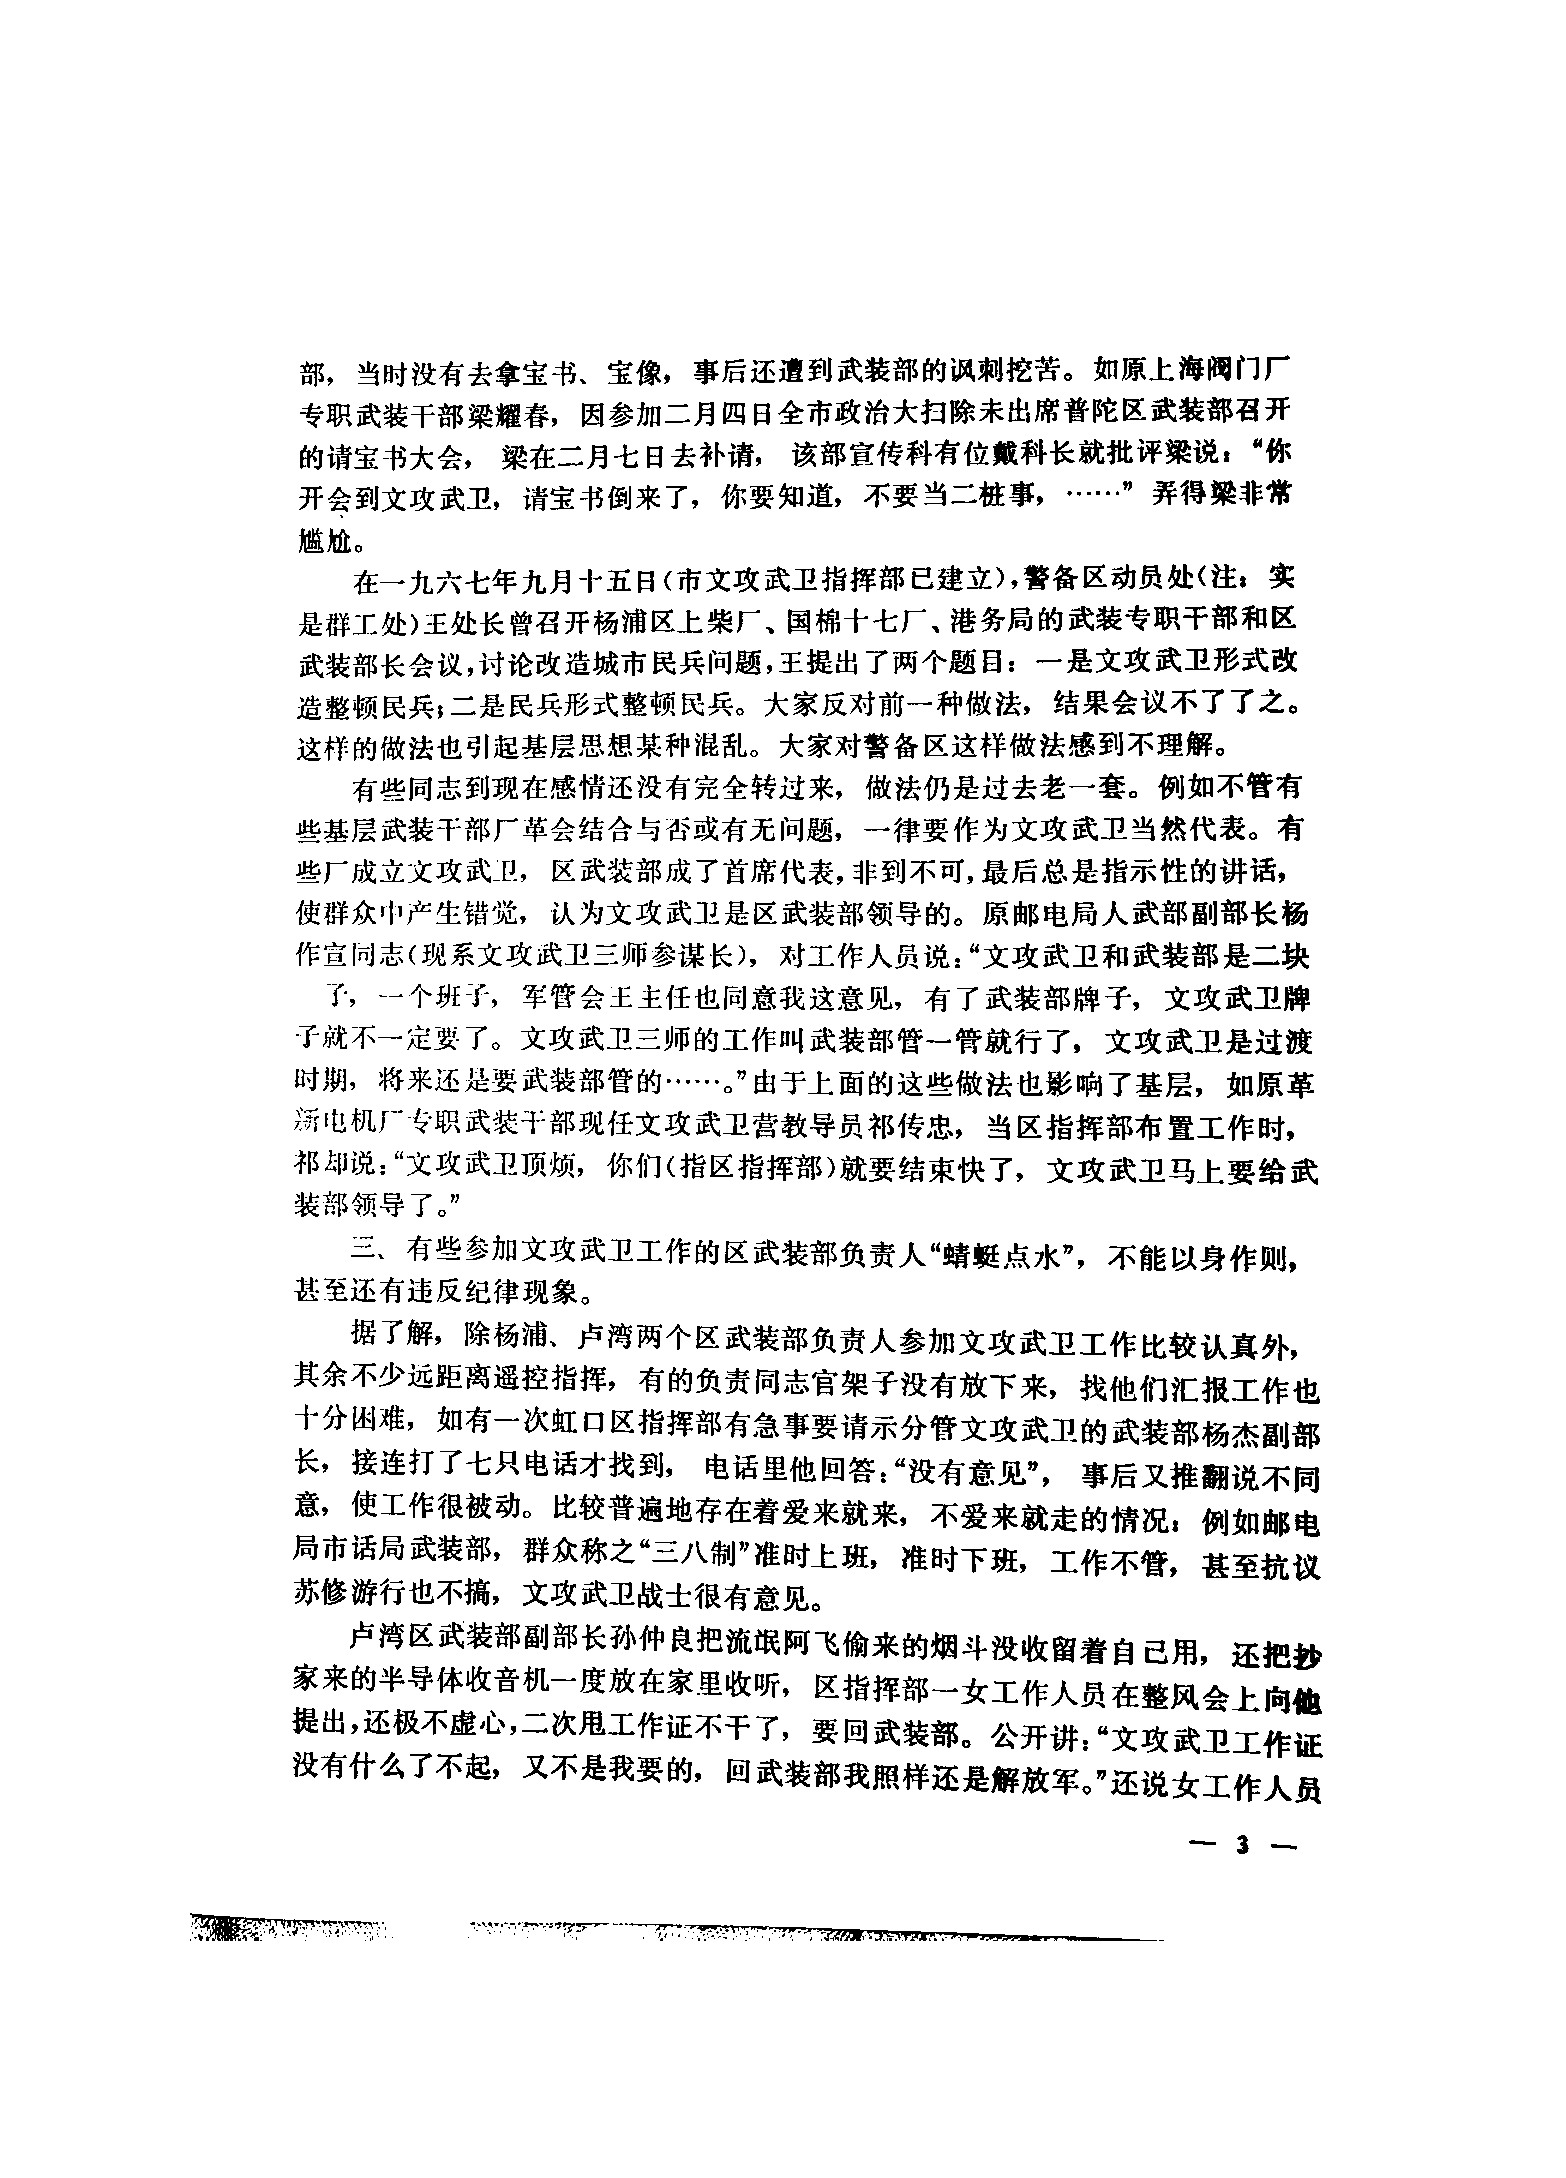 部，当时没有去拿宝书、宝像，事后还遭到武装部的讽刺挖苦。如原上海阀门厂
专职武装干部梁耀春，因参加二月四日全市政治大扫除未出席普陀区武装部召开
的请宝书大会，梁在二月七日去补请，该部宣传科有位戴科长就批评梁说：“你
开会到文攻武卫，请宝书倒来了，你要知道，不要当二桩事，……”弄得梁非常
尴尬。
在一九六七年九月十五日（市文攻武卫指挥部已建立），警备区动员处（注：实
是群工处）王处长曾召开杨浦区上柴厂、国棉十七厂、港务局的武装专职干部和区
武装部长会议，讨论改造城市民兵问题，王提出了两个题目：一是文攻武卫形式改
造整顿民兵；二是民兵形式整顿民兵。大家反对前一种做法，结果会议不了了之。
这样的做法也引起基层思想某种混乱。大家对警备区这样做法感到不理解。
有些同志到现在感情还没有完全转过来，做法仍是过去老一套。例如不管有
些基层武装干部厂革会结合与否或有无问题，一律要作为文攻武卫当然代表。有
些厂成立文攻武卫，区武装部成了首席代表，非到不可，最后总是指示性的讲话，
使群众中产生错觉，认为文攻武卫是区武装部领导的。原邮电局人武部副部长杨
作宣同志（现系文攻武卫三师参谋长），对工作人员说：“文攻武卫和武装部是二块
子，一个班子，军管会王主任也同意我这意见，有了武装部牌子，文攻武卫牌
子就不一定要了。文攻武卫三师的工作叫武装部管一管就行了，文攻武卫是过渡
时期，将来还是要武装部管的……。”由于上面的这些做法也影响了基层，如原革
新电机厂专职武装干部现任文攻武卫营教导员祁传忠，当区指挥部布置工作时，
祁却说：“文攻武卫顶烦，你们（指区指挥部）就要结束快了，文攻武卫马上要给武
装部领导了。”
三、有些参加文攻武卫工作的区武装部负责人“蜻蜓点水”，不能以身作则，
甚至还有违反纪律现象。
据了解，除杨浦、卢湾两个区武装部负责人参加文攻武卫工作比较认真外，
其余不少远距离遥控指挥，有的负责同志官架子没有放下来，找他们汇报工作也
十分困难，如有一次虹口区指挥部有急事要请示分管文攻武卫的武装部杨杰副部
长，接连打了七只电话才找到，电话里他回答：“没有意见”，事后又推翻说不同
意，使工作很被动。比较普遍地存在着爱来就来，不爱来就走的情况；例如邮电
局市话局武装部，群众称之“三八制”准时上班，准时下班，工作不管，甚至抗议
苏修游行也不搞，文攻武卫战士很有意见。
卢湾区武装部副部长孙仲良把流氓阿飞偷来的烟斗没收留着自己用，还把抄
家来的半导体收音机一度放在家里收听，区指挥部一女工作人员在整风会上向他
提出，还极不虚心，二次甩工作证不干了，要回武装部。公开讲：“文攻武卫工作证
没有什么了不起，又不是我要的，回武装部我照样还是解放军。”还说女工作人员
— 3 —